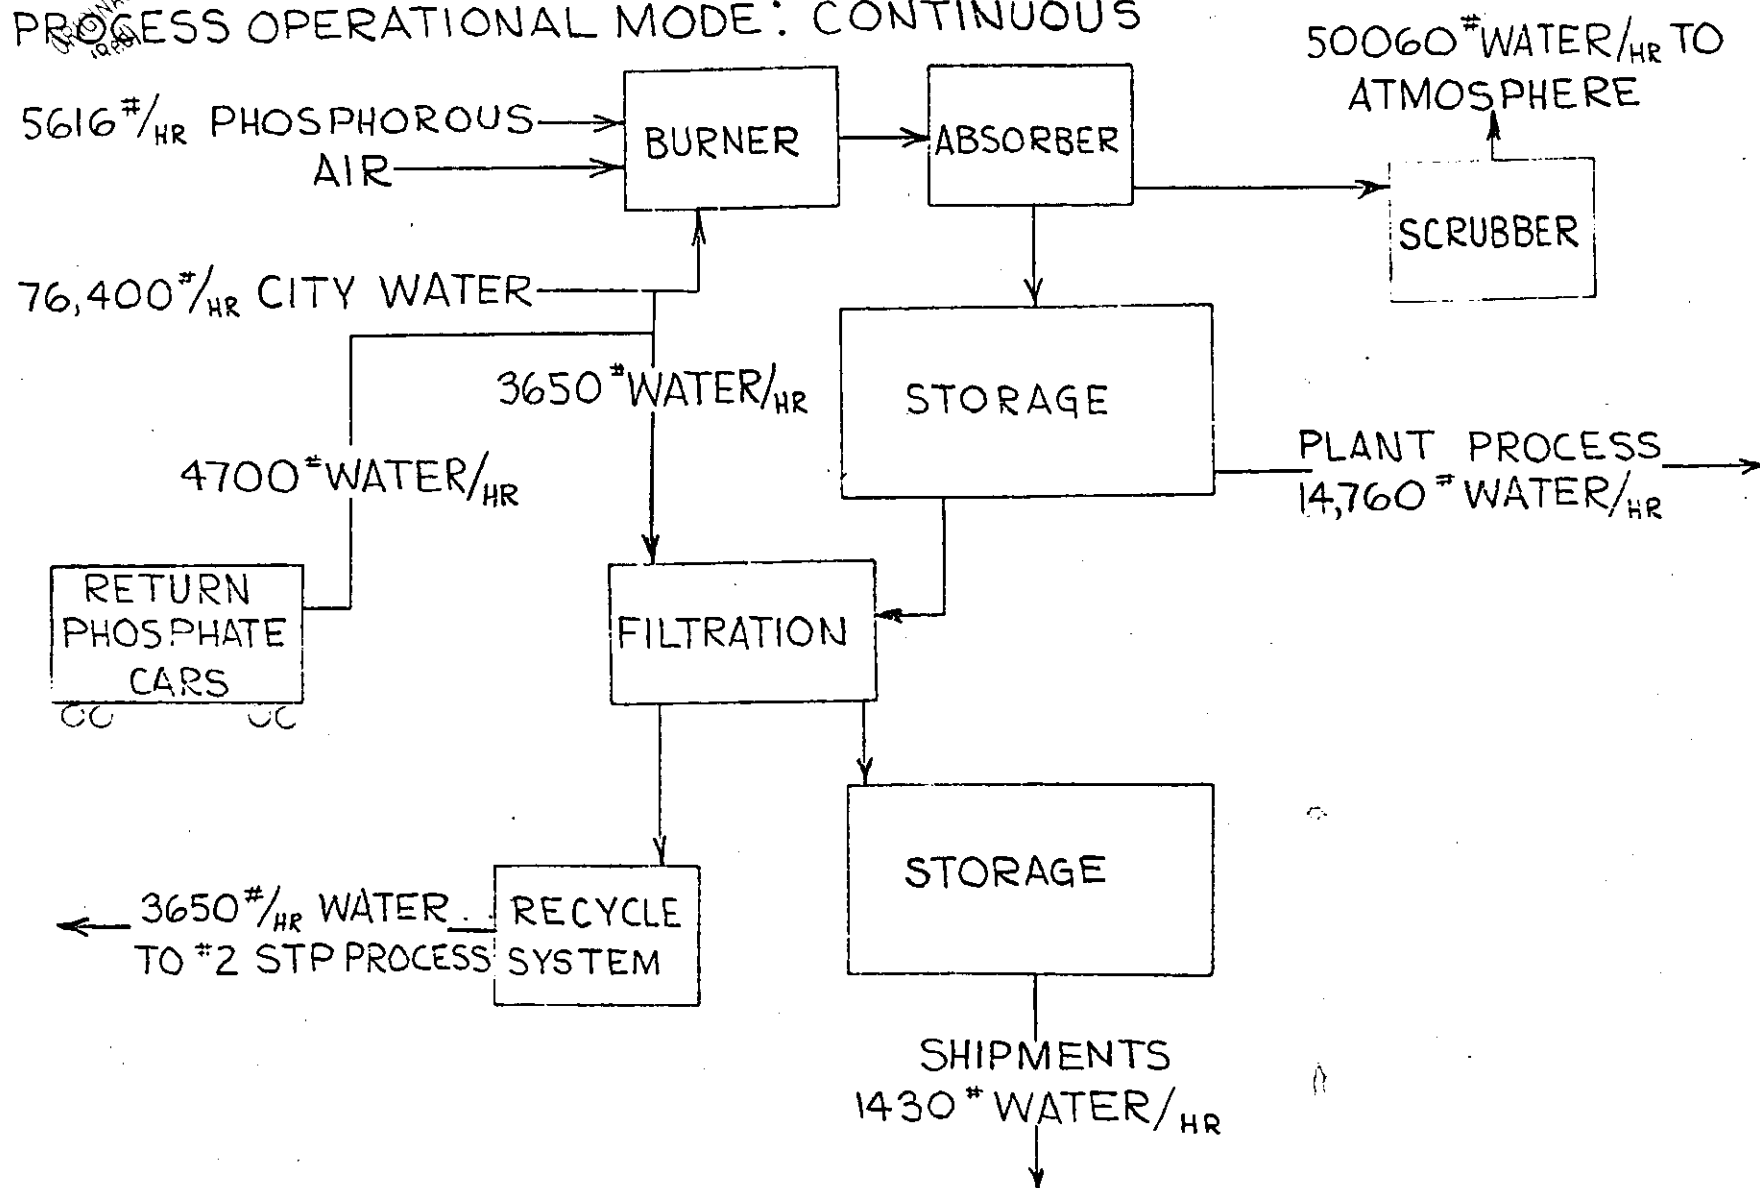 PROCESS OPERATIONAL MODE: CONTINUOUS
50060 # WATER/HR TO
ATMOSPHERE
5616 #/HR PHOSPHOROUS
AIR
BURNER
ABSORBER
SCRUBBER
76,400 #/HR CITY WATER
3650 # WATER/HR
STORAGE
4700 # WATER/HR
PLANT PROCESS
14,760 # WATER/HR
RETURN
PHOSPHATE
CARS
FILTRATION
STORAGE
3650 #/HR WATER
TO #2 STP PROCESS
RECYCLE
SYSTEM
SHIPMENTS
1430 # WATER/HR